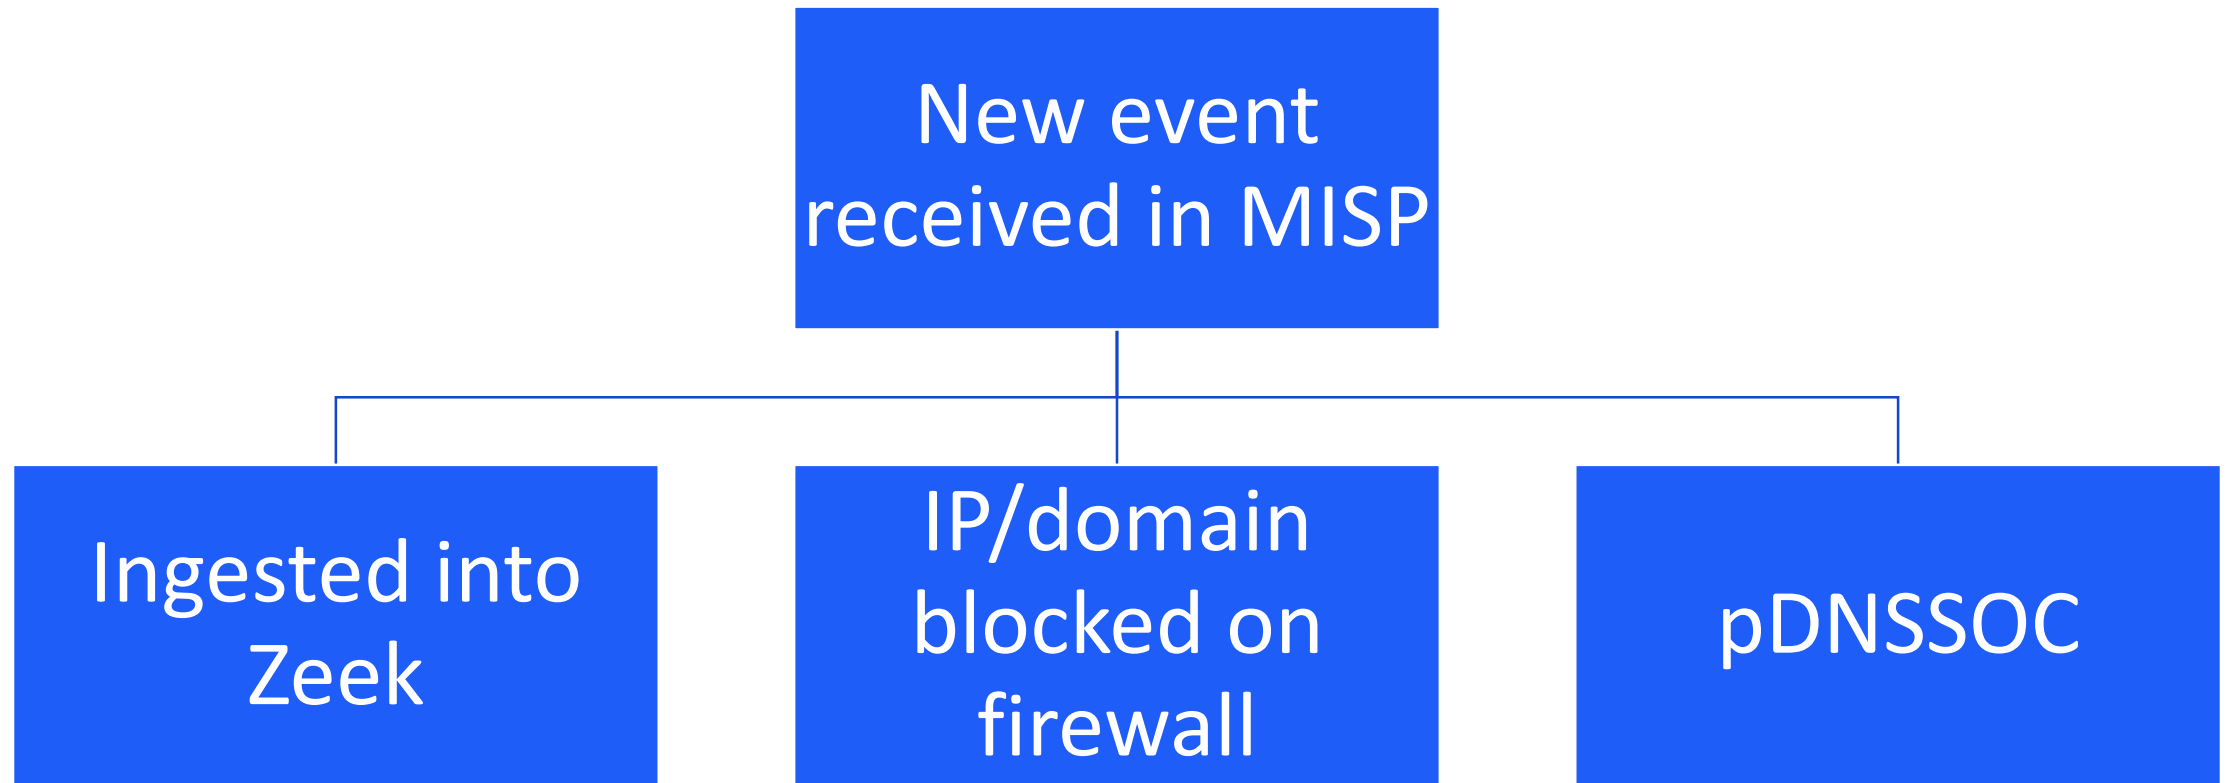 New event
received in MISP
Ingested into
Zeek
IP/domain
blocked on
firewall
pDNSSOC